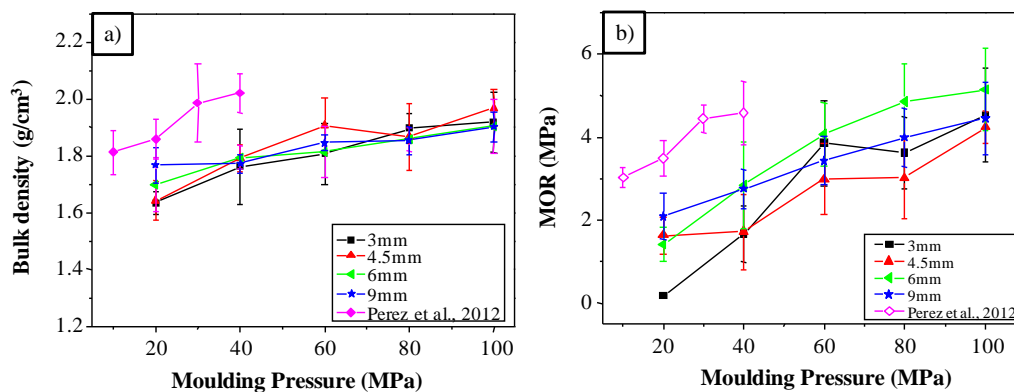 a)
2.2
2.0
1.8
1.6
1.4
1.2
Bulk density (g/cm³)
3mm
4.5mm
6mm
9mm
Perez et al., 2012
20
40
60
80
100
Moulding Pressure (MPa)
b)
6
4
2
0
MOR (MPa)
3mm
4.5mm
6mm
9mm
Perez et al., 2012
20
40
60
80
100
Moulding Pressure (MPa)